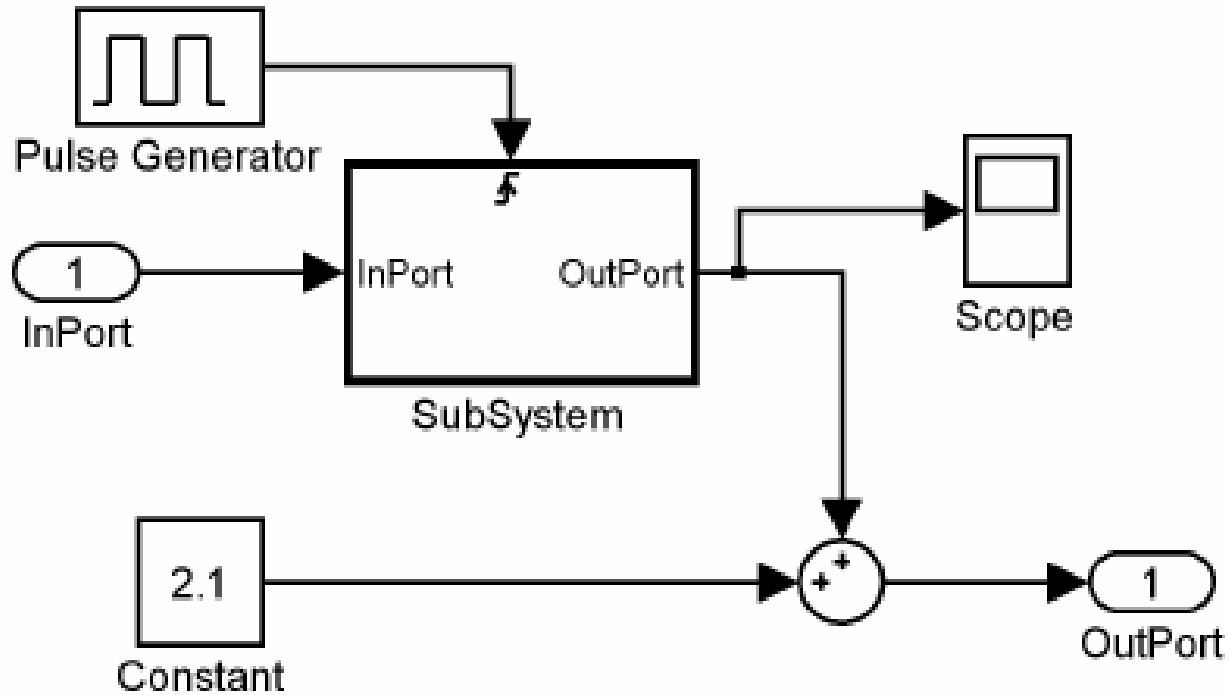 Pulse Generator
1
InPort
InPort
OutPort
SubSystem
Scope
2.1
Constant
+
+
1
OutPort